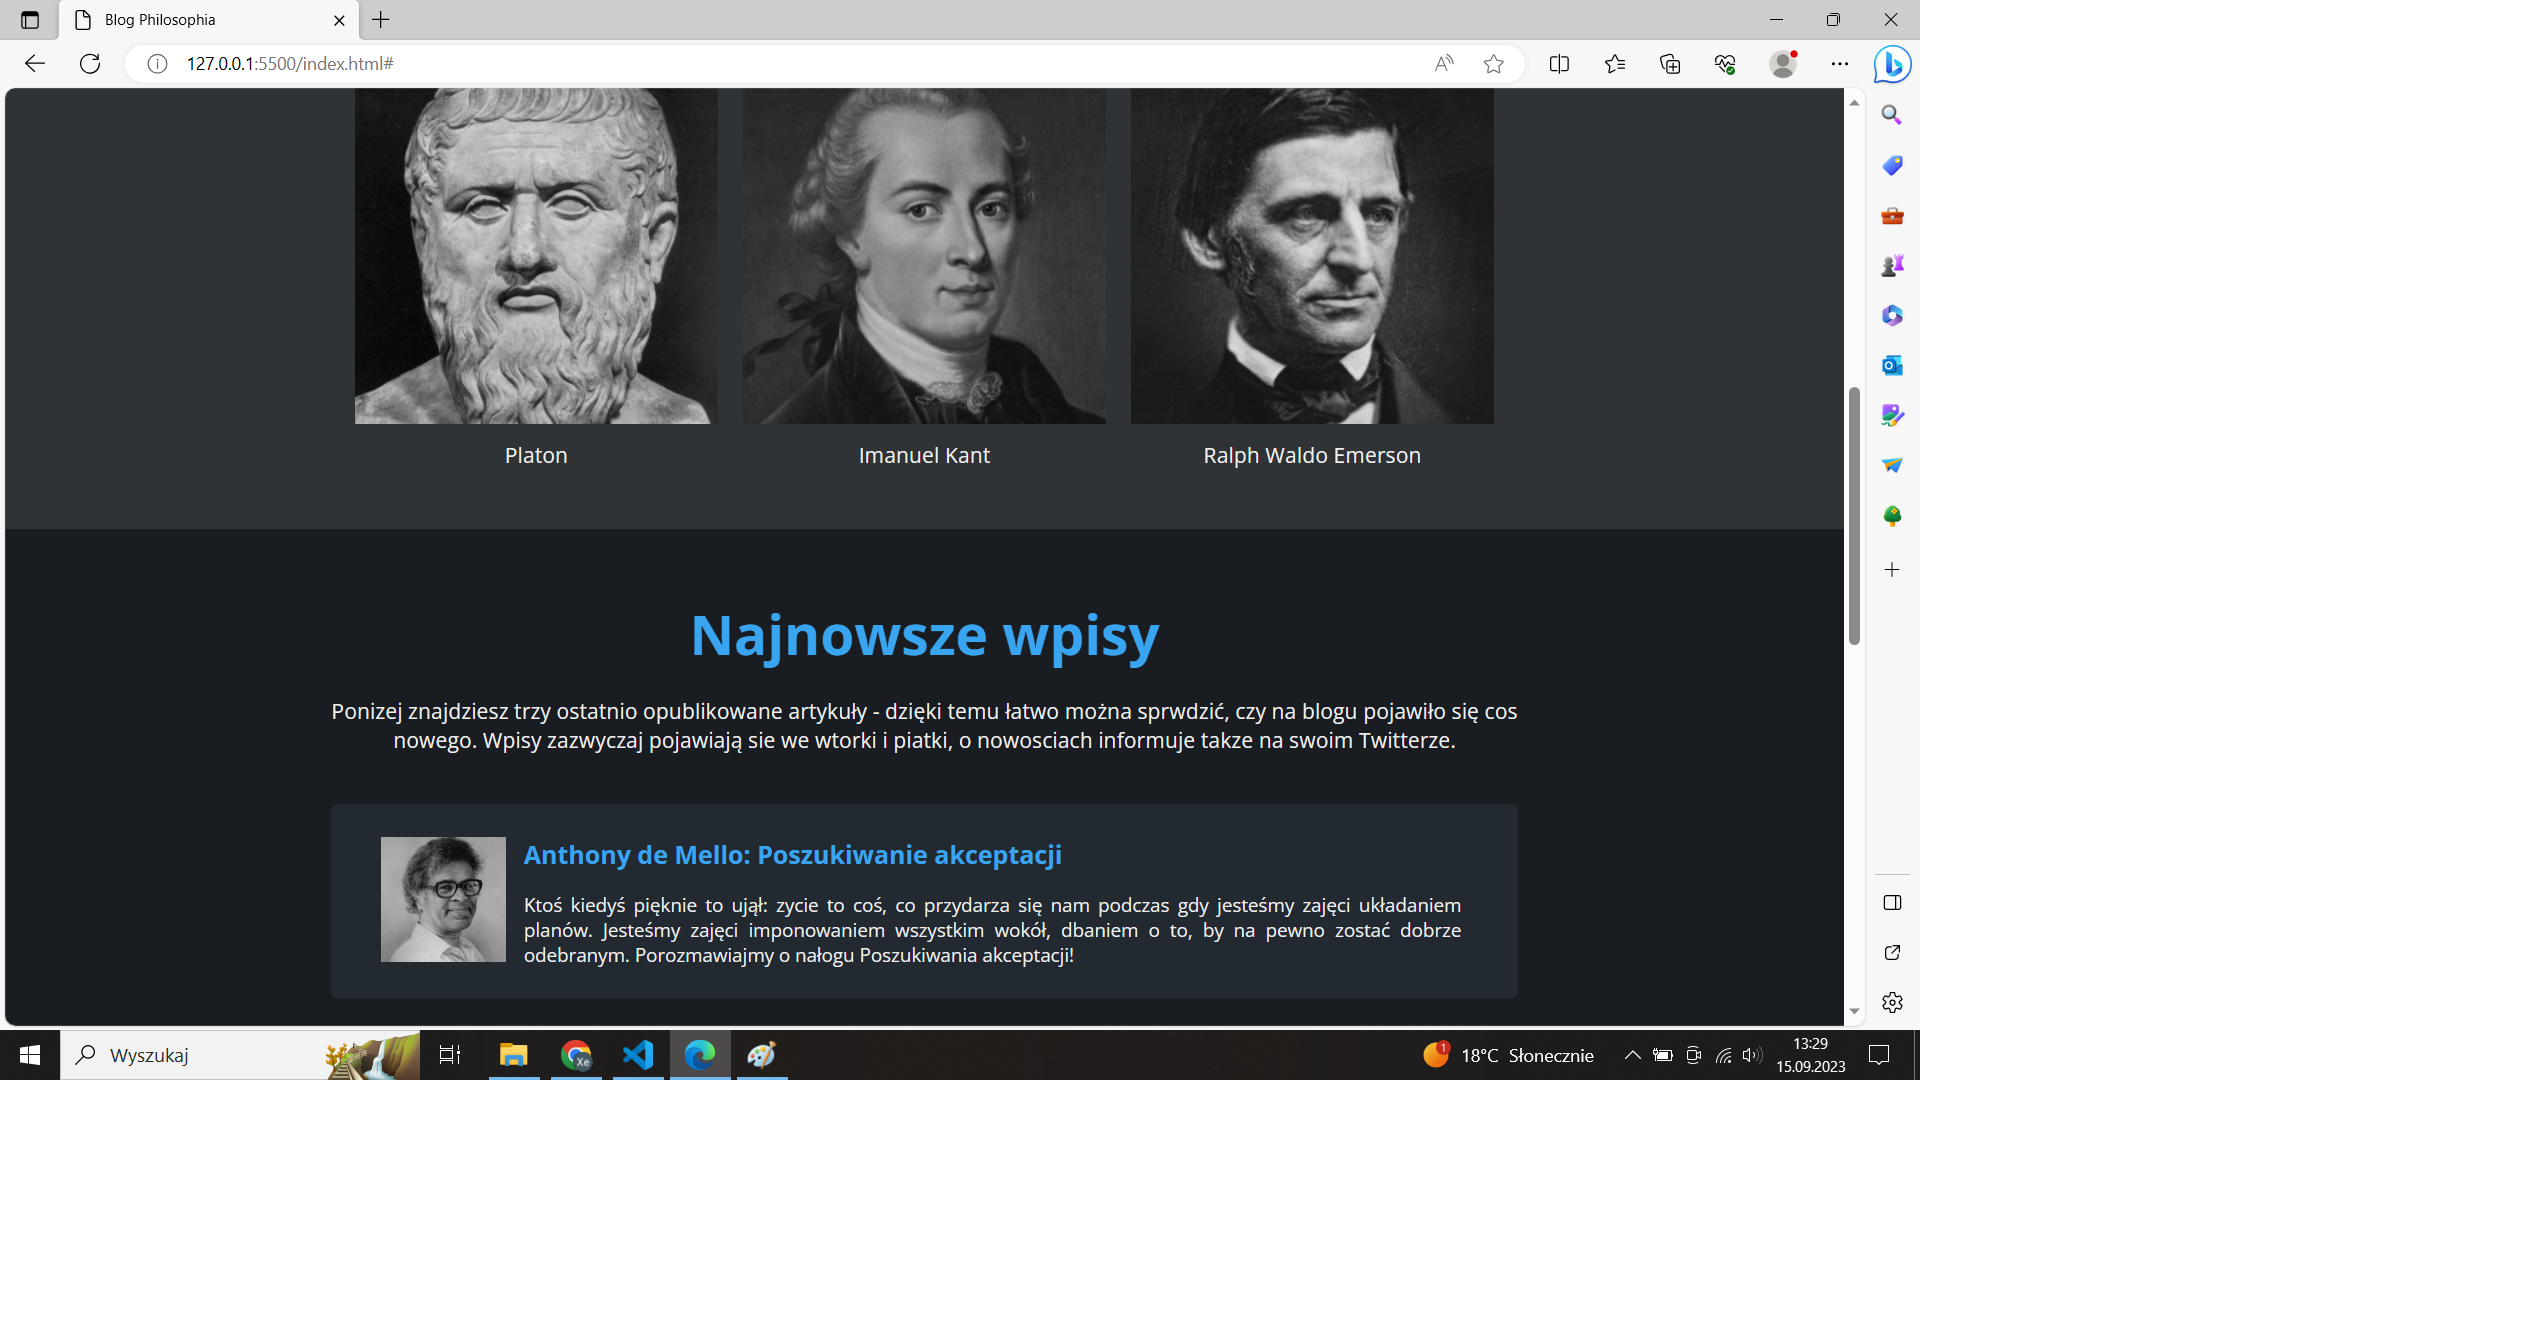 Blog Philosophia
127.0.0.1:5500/index.html#
Platon
Imanuel Kant
Ralph Waldo Emerson
Najnowsze wpisy
Ponizej znajdziesz trzy ostatnio opublikowane artykuły - dzięki temu łatwo można sprwdzić, czy na blogu pojawiło się cos
nowego. Wpisy zazwyczaj pojawiają sie we wtorki i piatki, o nowosciach informuje takze na swoim Twitterze.
Anthony de Mello: Poszukiwanie akceptacji
Ktoś kiedyś pięknie to ujął: zycie to coś, co przydarza się nam podczas gdy jesteśmy zajęci układaniem
planów. Jesteśmy zajęci imponowaniem wszystkim wokół, dbaniem o to, by na pewno zostać dobrze
odebranym. Porozmawiajmy o nałogu Poszukiwania akceptacji!
Wyszukaj
Xe
1
18°C Słonecznie
13:29
15.09.2023